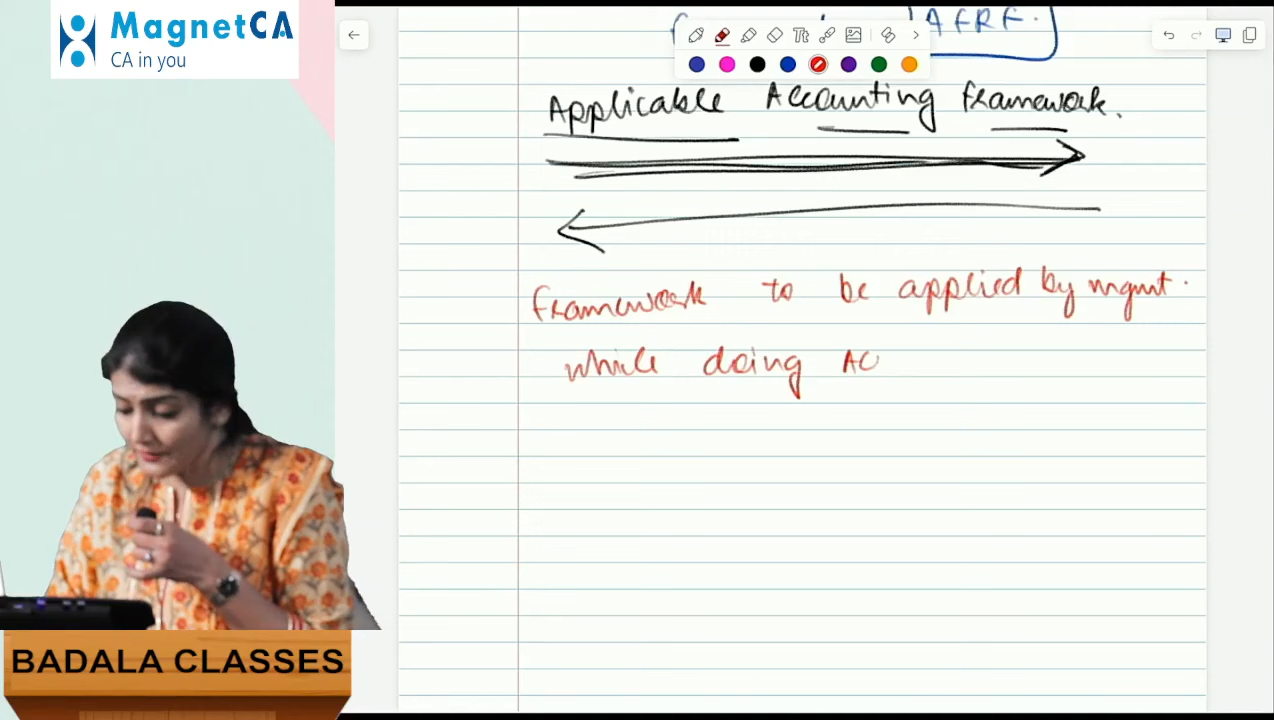 MagnetCA
CA in you
AFRF.
Tt
Applicable Accounting framework.
framework to be applied by mgmt.
while doing AC
BADALA CLASSES